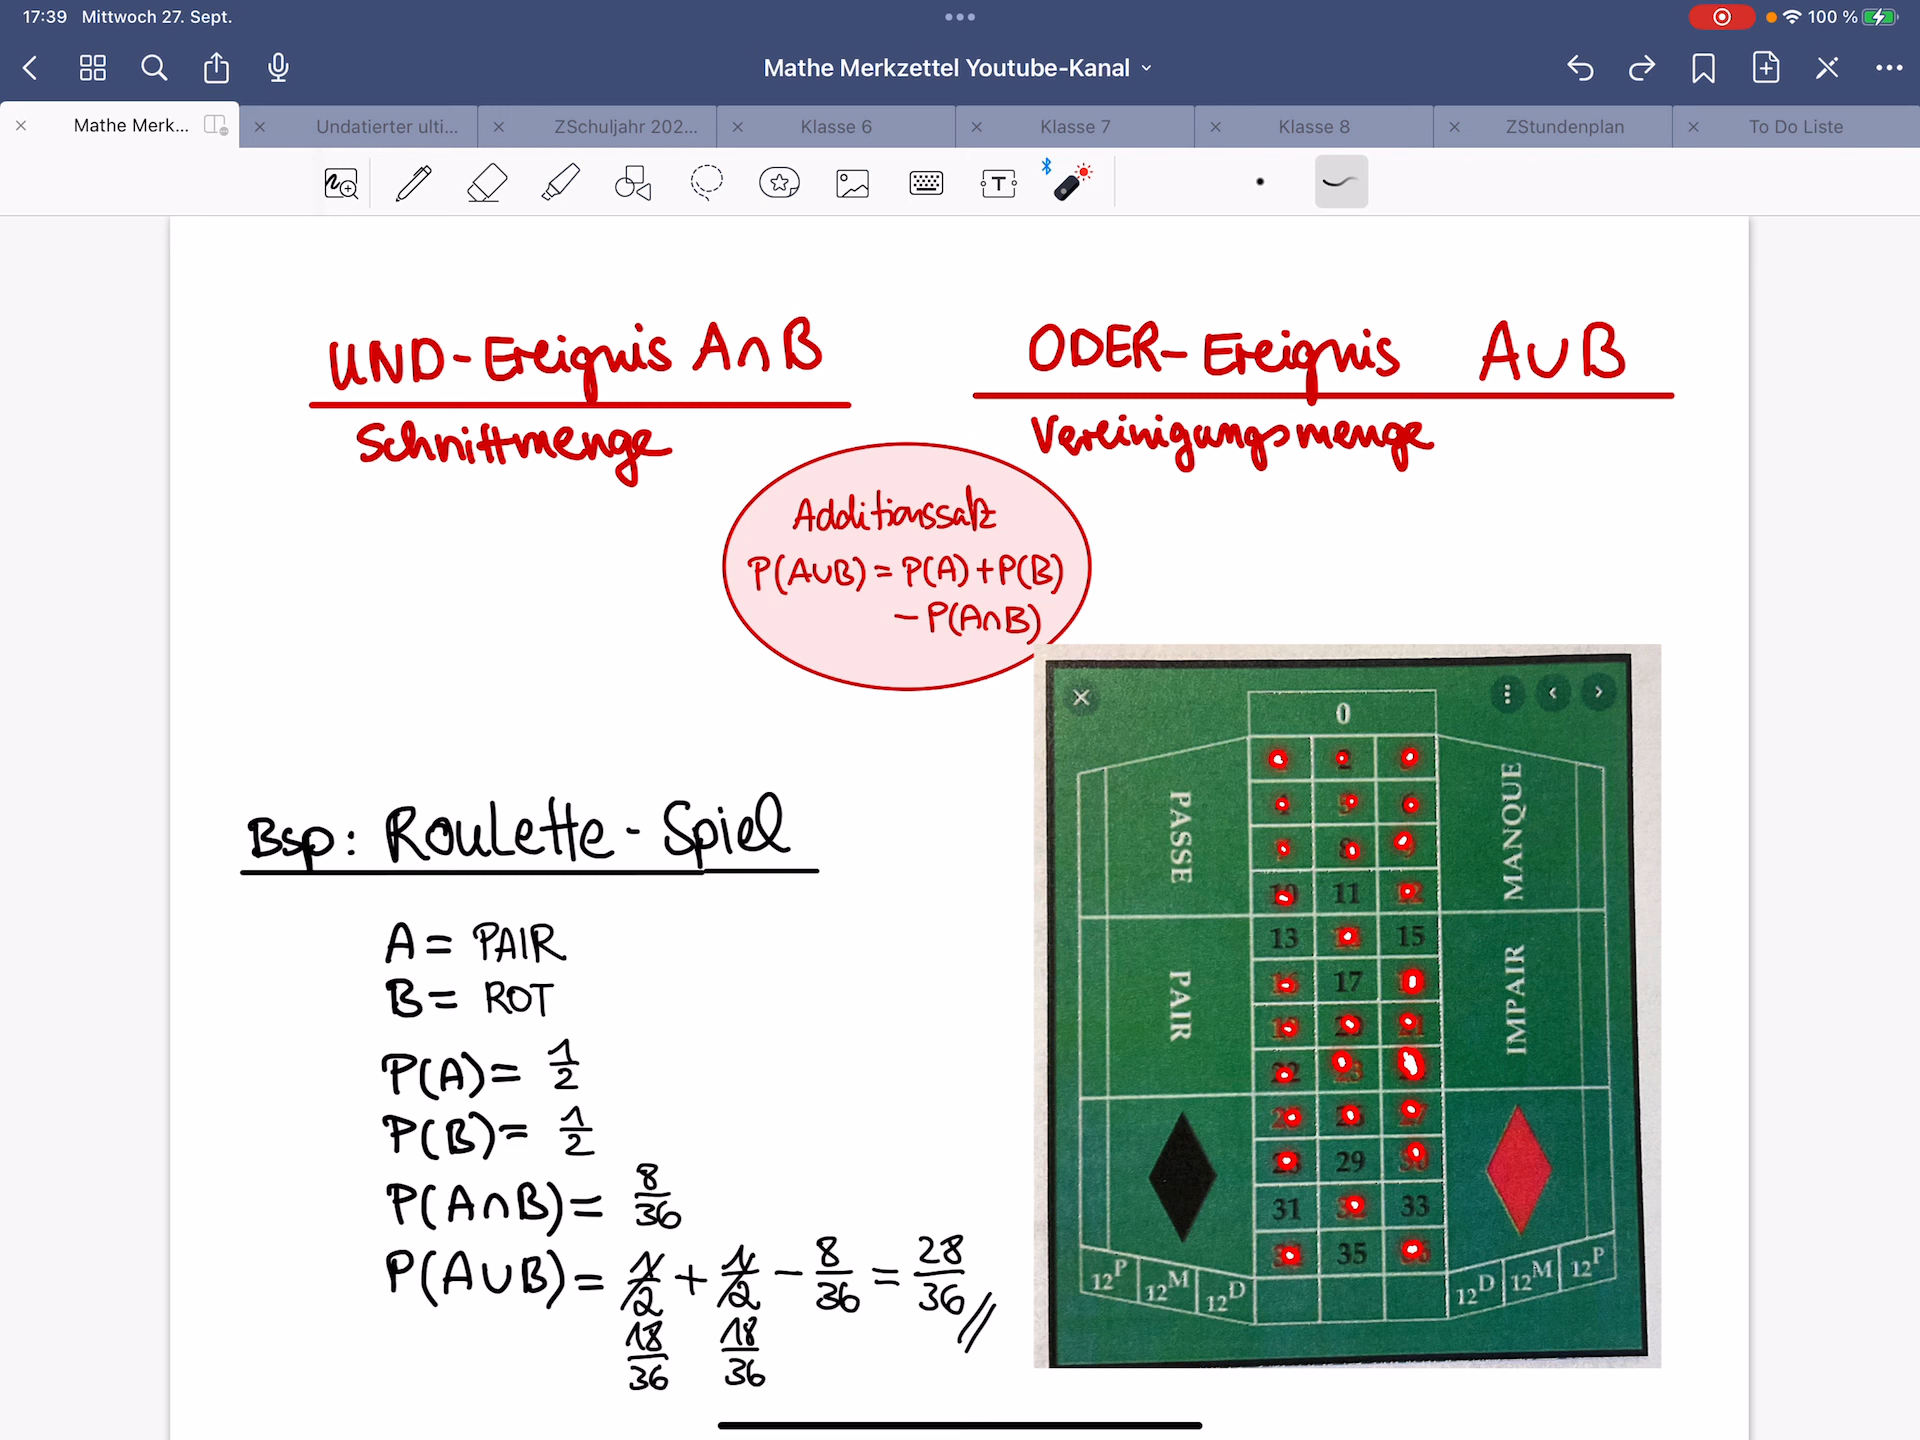 17:39 Mittwoch 27. Sept.
100 %
Mathe Merkzettel Youtube-Kanal
Mathe Merk...
Undatierter ulti...
ZSchuljahr 202...
Klasse 6
Klasse 7
Klasse 8
ZStundenplan
To Do Liste
UND-Ereignis A∩B
Schnittmenge
ODER-Ereignis A∪B
Vereinigungsmenge
Additionssatz
P(A∪B) = P(A) + P(B)
- P(A∩B)
Bsp: Roulette-Spiel
A = PAIR
B = ROT
P(A) = 1/2
P(B) = 1/2
P(A∩B) = 8/36
P(A∪B) = 1/2 + 1/2 - 8/36 = 28/36 //
18/36 18/36
0
PASSE
MANQUE
11
13 15
17
PAIR
IMPAIR
29
31 33
35
12P 12M 12D
12D 12M 12P